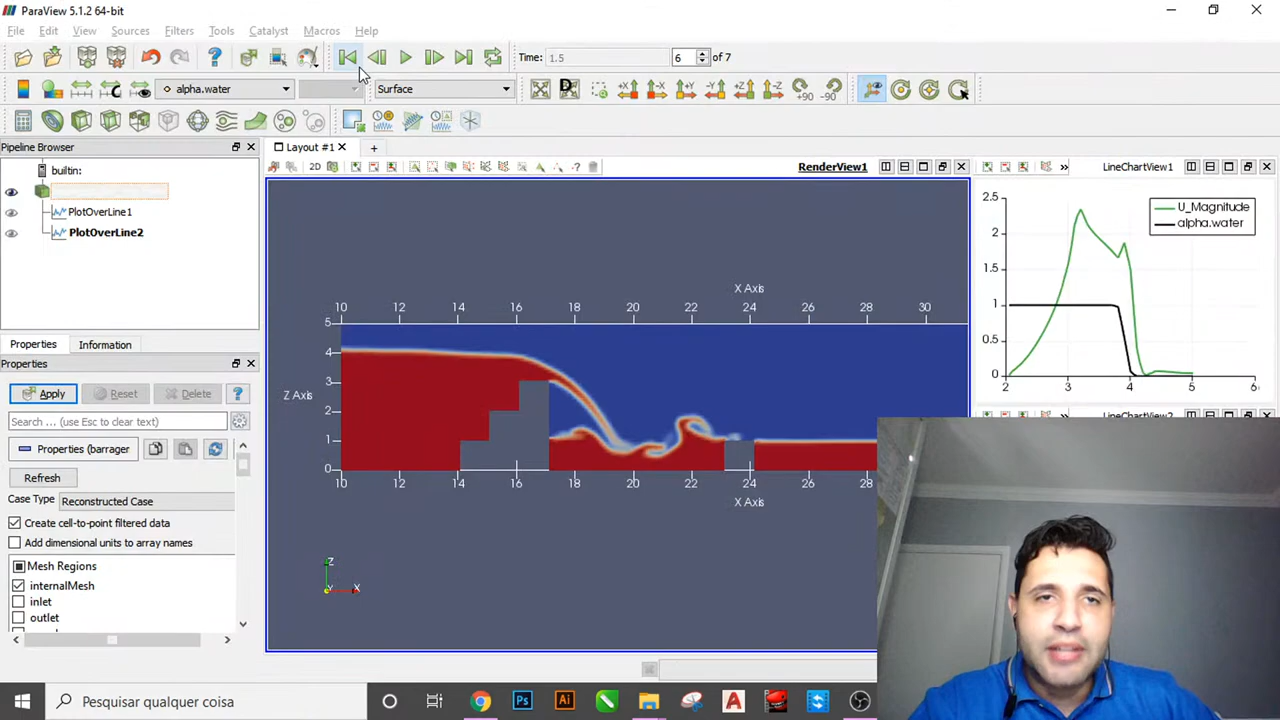 ParaView 5.1.2 64-bit
File Edit View Sources Filters Tools Catalyst Macros Help
Time: 1.5 6 of 7
alpha.water Surface
D -X +Y -Y +Z -Z +90 -90
Pipeline Browser
builtin:
PlotOverLine1
PlotOverLine2
Properties Information
Properties
Apply Reset Delete ?
Search ... (use Esc to clear text)
Properties (barrager
Refresh
Case Type Reconstructed Case
Create cell-to-point filtered data
Add dimensional units to array names
Mesh Regions
internalMesh
inlet
outlet
Layout #1
2D RenderView1
X Axis
10 12 14 16 18 20 22 24 26 28 30
5
4
3
2
1
0
Z Axis
10 12 14 16 18 20 22 24 26 28
X Axis
Z
Y X
LineChartView1
2.5
2
1.5
1
0.5
0
2 3 4 5 6
U_Magnitude
alpha.water
Pesquisar qualquer coisa
Ps Ai A